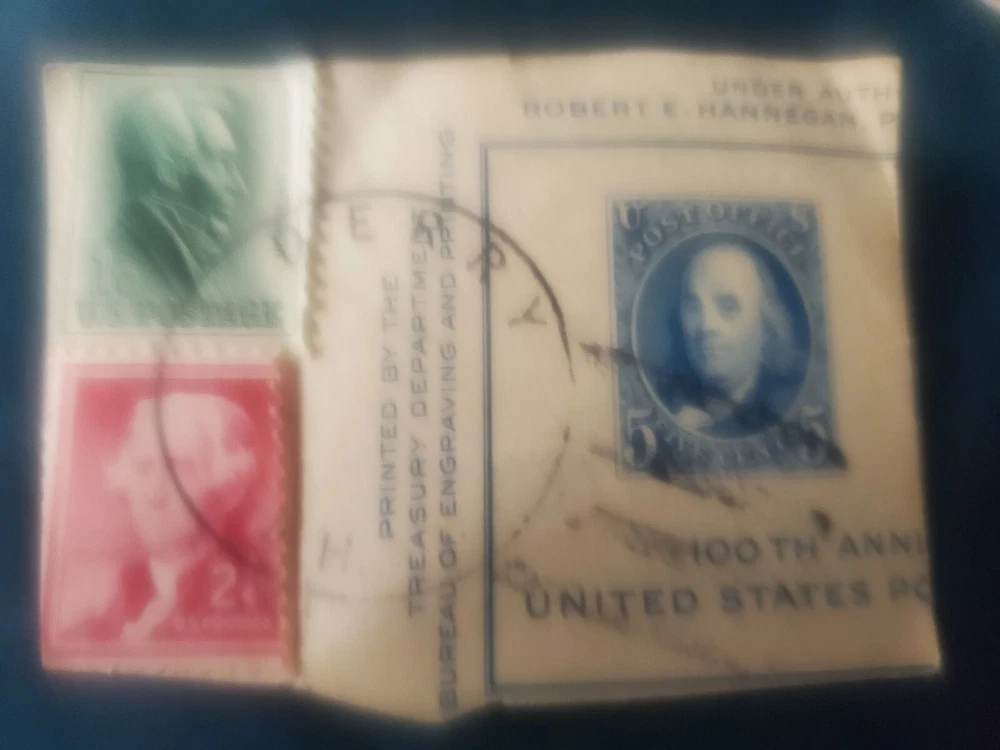 U.S. POSTAGE
2¢
PRINTED BY THE
TREASURY DEPARTMENT
BUREAU OF ENGRAVING AND PRINTING
UNDER AUTH
ROBERT E. HANNEGAN, P
U S
POST OFFICE
5 5
100TH ANNI
UNITED STATES PO